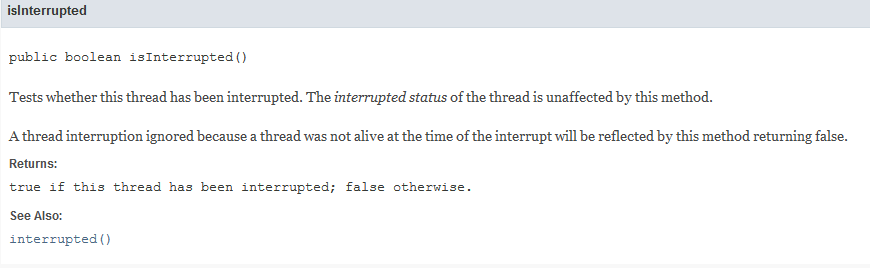 isInterrupted
public boolean isInterrupted()
Tests whether this thread has been interrupted. The interrupted status of the thread is unaffected by this method.
A thread interruption ignored because a thread was not alive at the time of the interrupt will be reflected by this method returning false.
Returns:
true if this thread has been interrupted; false otherwise.
See Also:
interrupted()